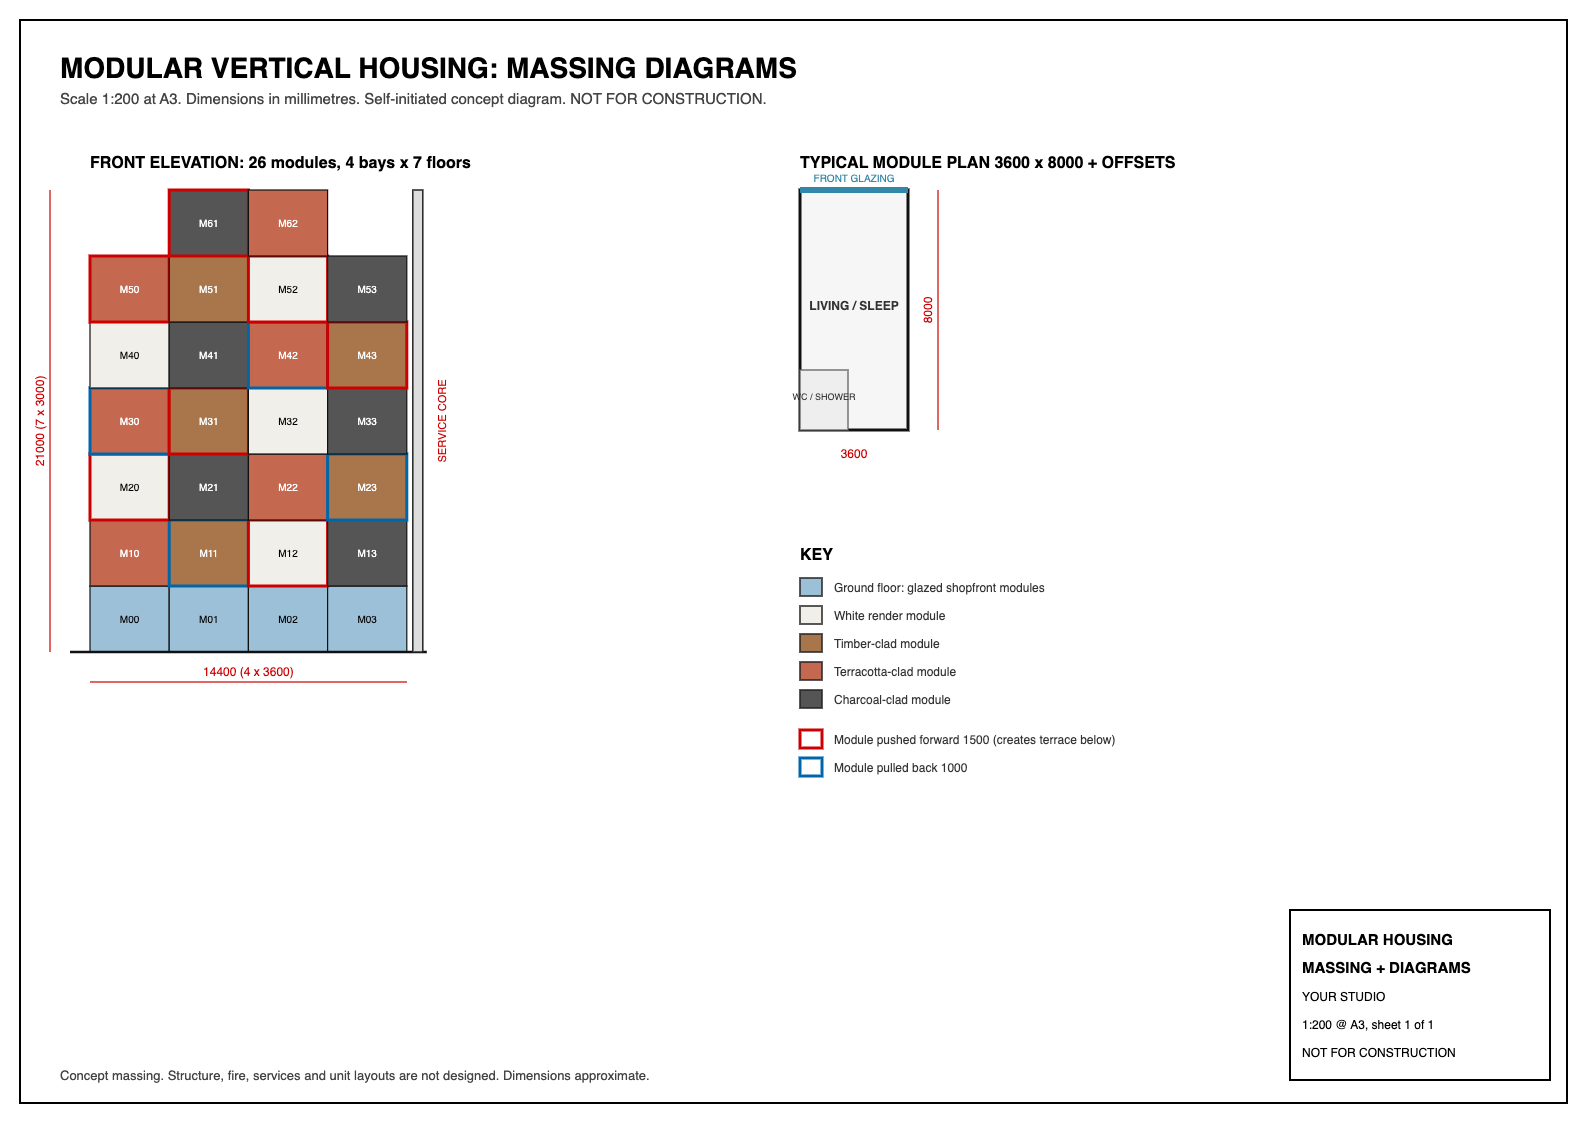 MODULAR VERTICAL HOUSING: MASSING DIAGRAMS
Scale 1:200 at A3. Dimensions in millimetres. Self-initiated concept diagram. NOT FOR CONSTRUCTION.
FRONT ELEVATION: 26 modules, 4 bays x 7 floors
M61 M62
M50 M51 M52 M53
M40 M41 M42 M43
M30 M31 M32 M33
M20 M21 M22 M23
M10 M11 M12 M13
M00 M01 M02 M03
21000 (7 x 3000)
SERVICE CORE
14400 (4 x 3600)
TYPICAL MODULE PLAN 3600 x 8000 + OFFSETS
FRONT GLAZING
LIVING / SLEEP
8000
WC / SHOWER
3600
KEY
Ground floor: glazed shopfront modules
White render module
Timber-clad module
Terracotta-clad module
Charcoal-clad module
Module pushed forward 1500 (creates terrace below)
Module pulled back 1000
MODULAR HOUSING
MASSING + DIAGRAMS
YOUR STUDIO
1:200 @ A3, sheet 1 of 1
NOT FOR CONSTRUCTION
Concept massing. Structure, fire, services and unit layouts are not designed. Dimensions approximate.